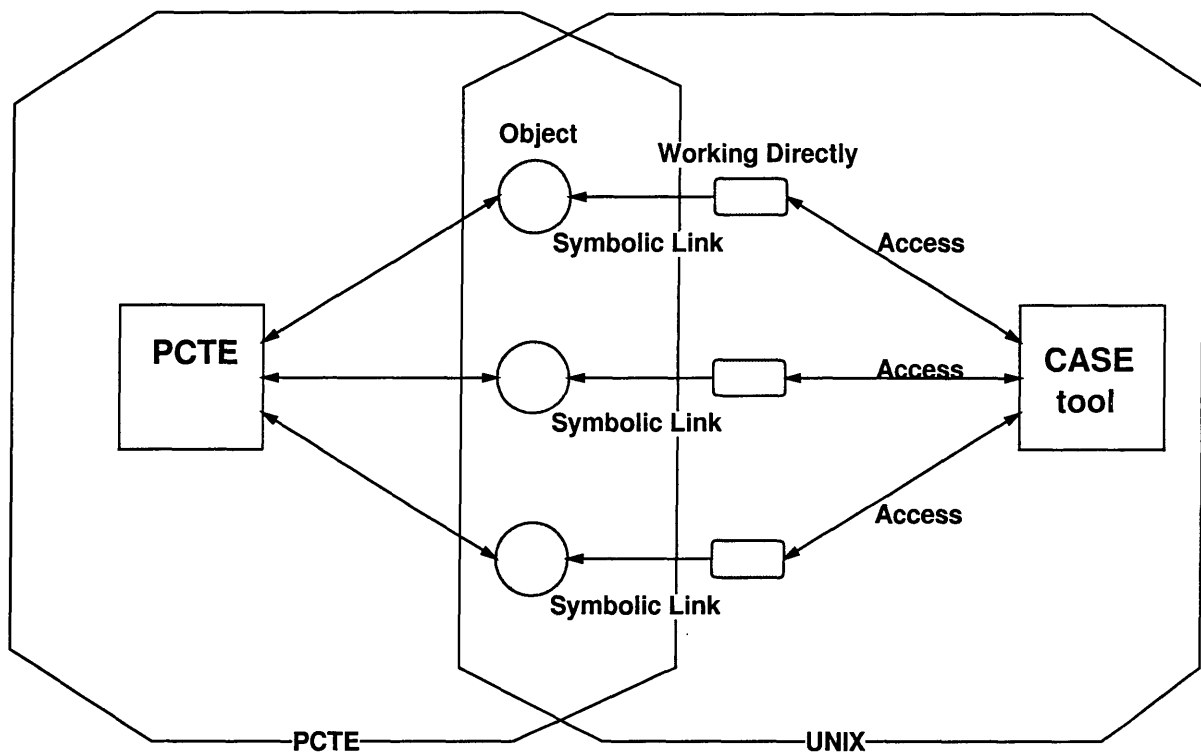 Object
Working Directly
Symbolic Link
Access
PCTE
CASE
tool
Access
Symbolic Link
Access
Symbolic Link
PCTE
UNIX